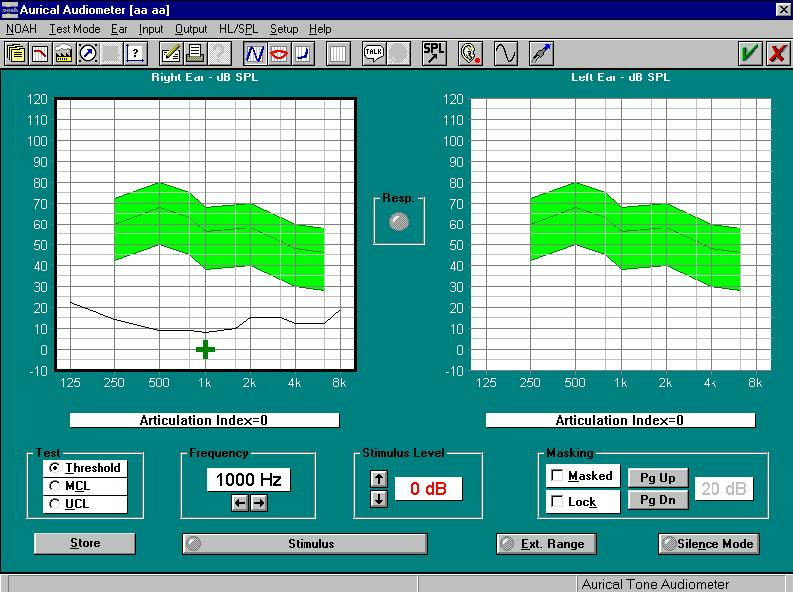 noah Aurical Audiometer [aa aa]
NOAH Test Mode Ear Input Output HL/SPL Setup Help
? TALK SPL
Right Ear - dB SPL
Left Ear - dB SPL
120 120
110 110
100 100
90 90
80 80
70 70
60 60
50 50
40 40
30 30
20 20
10 10
0 0
-10 -10
125 250 500 1k 2k 4k 8k
125 250 500 1k 2k 4k 8k
Resp.
Articulation Index=0
Articulation Index=0
Test
Threshold
MCL
UCL
Frequency
1000 Hz
Stimulus Level
0 dB
Masking
Masked
Lock
Pg Up
Pg Dn
20 dB
Store
Stimulus
Ext. Range
Silence Mode
Aurical Tone Audiometer